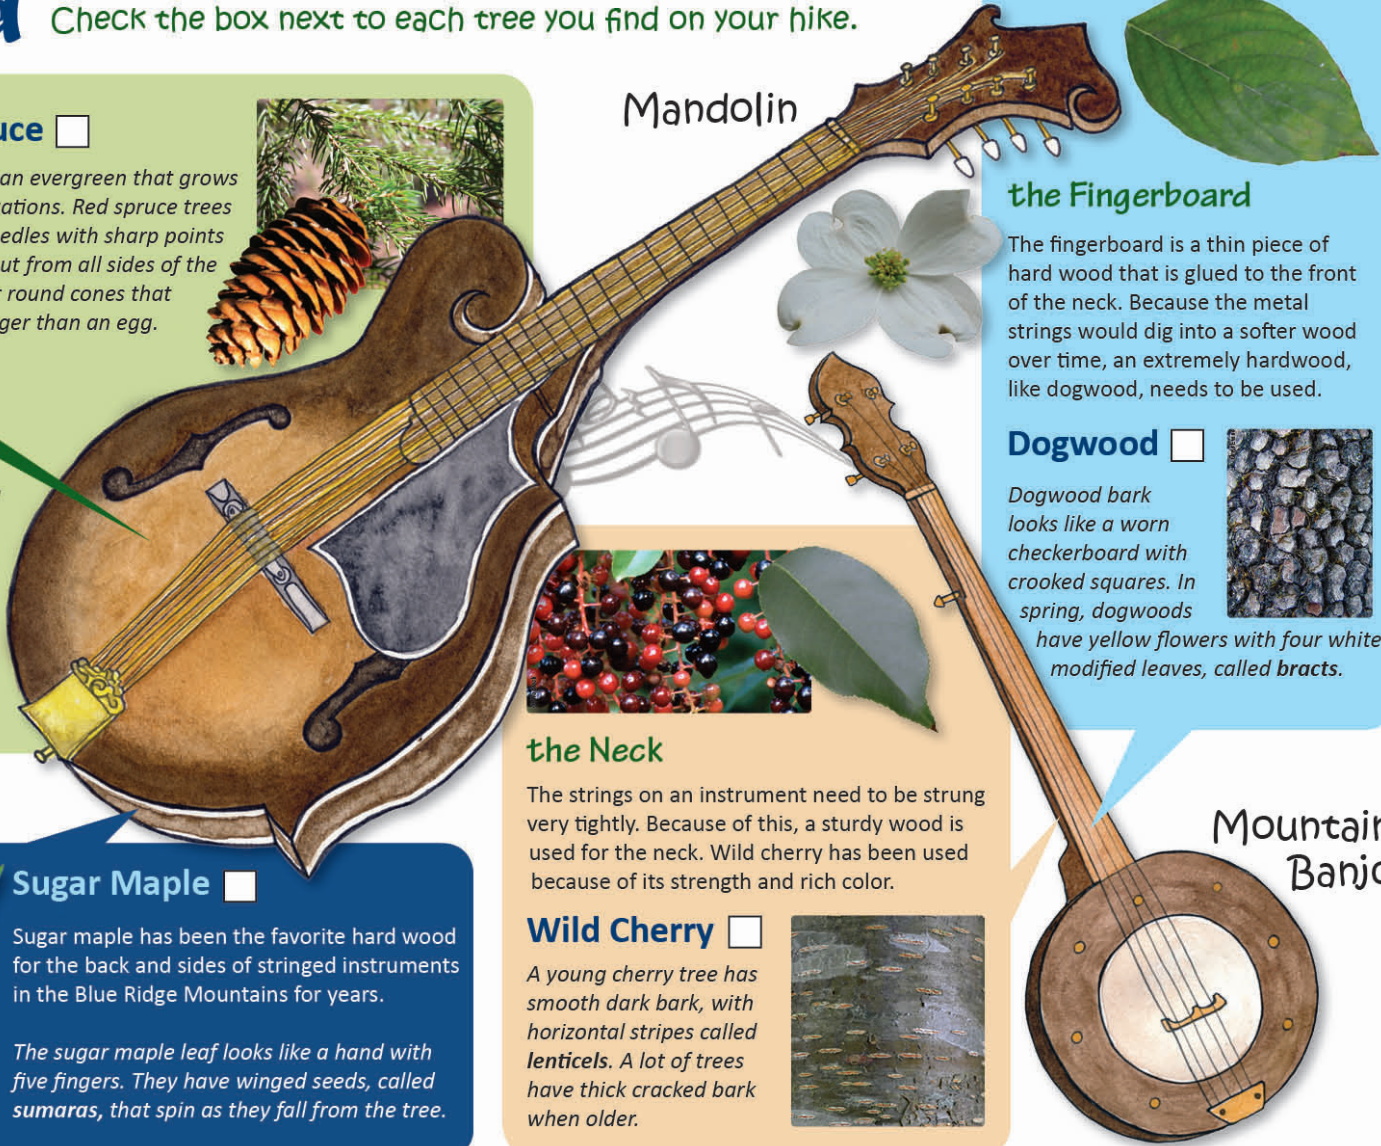 Check the box next to each tree you find on your hike.
uce
an evergreen that grows
ations. Red spruce trees
edles with sharp points
ut from all sides of the
r round cones that
ger than an egg.
Mandolin
the Fingerboard
The fingerboard is a thin piece of
hard wood that is glued to the front
of the neck. Because the metal
strings would dig into a softer wood
over time, an extremely hardwood,
like dogwood, needs to be used.
Dogwood
Dogwood bark
looks like a worn
checkerboard with
crooked squares. In
spring, dogwoods
have yellow flowers with four white
modified leaves, called bracts.
the Neck
The strings on an instrument need to be strung
very tightly. Because of this, a sturdy wood is
used for the neck. Wild cherry has been used
because of its strength and rich color.
Wild Cherry
A young cherry tree has
smooth dark bark, with
horizontal stripes called
lenticels. A lot of trees
have thick cracked bark
when older.
Mountain
Banjo
Sugar Maple
Sugar maple has been the favorite hard wood
for the back and sides of stringed instruments
in the Blue Ridge Mountains for years.
The sugar maple leaf looks like a hand with
five fingers. They have winged seeds, called
sumaras, that spin as they fall from the tree.